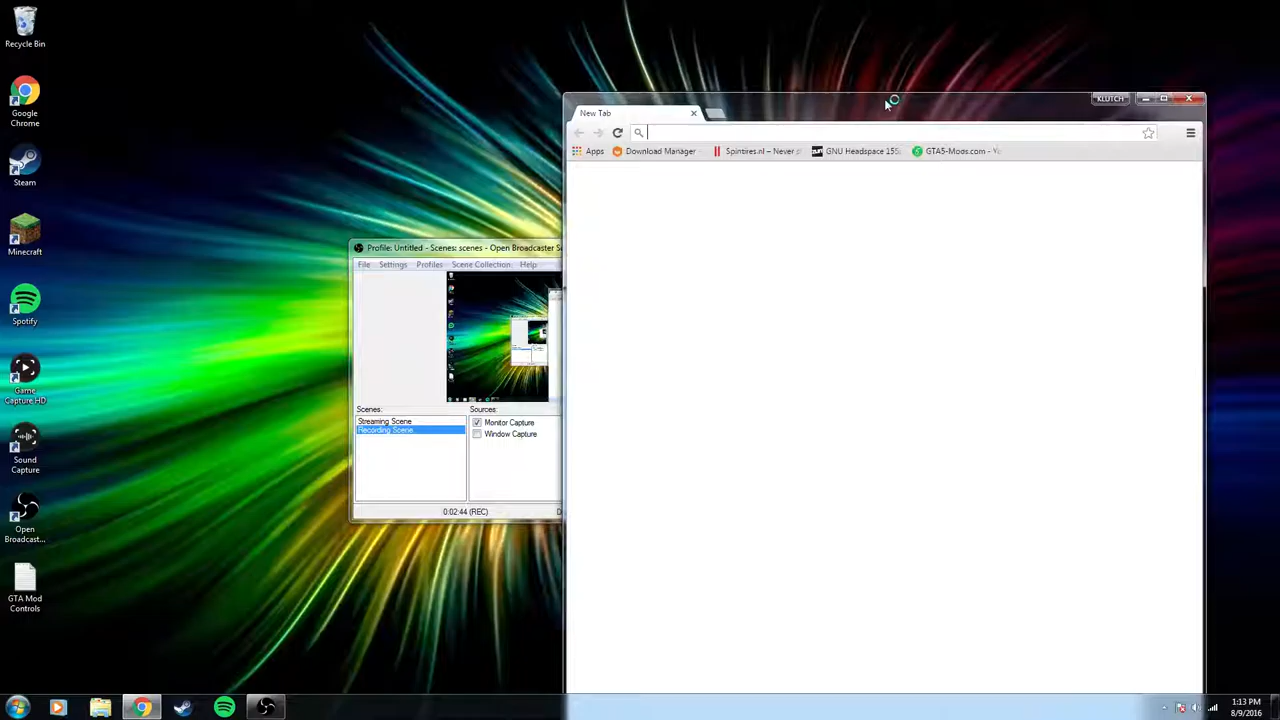 Recycle Bin
Google
Chrome
Steam
Minecraft
Spotify
Game
Capture HD
Sound
Capture
Open
Broadcast...
GTA Mod
Controls
Profile: Untitled - Scenes: scenes - Open Broadcaster
File Settings Profiles Scene Collection Help
Scenes:
Streaming Scene
Recording Scene
Sources:
Monitor Capture
Window Capture
0:02:44 (REC)
KLUTCH
New Tab
Apps Download Manager Spintires.nl – Never GNU Headspace 155 GTA5-Mods.com -
1:13 PM
8/9/2016